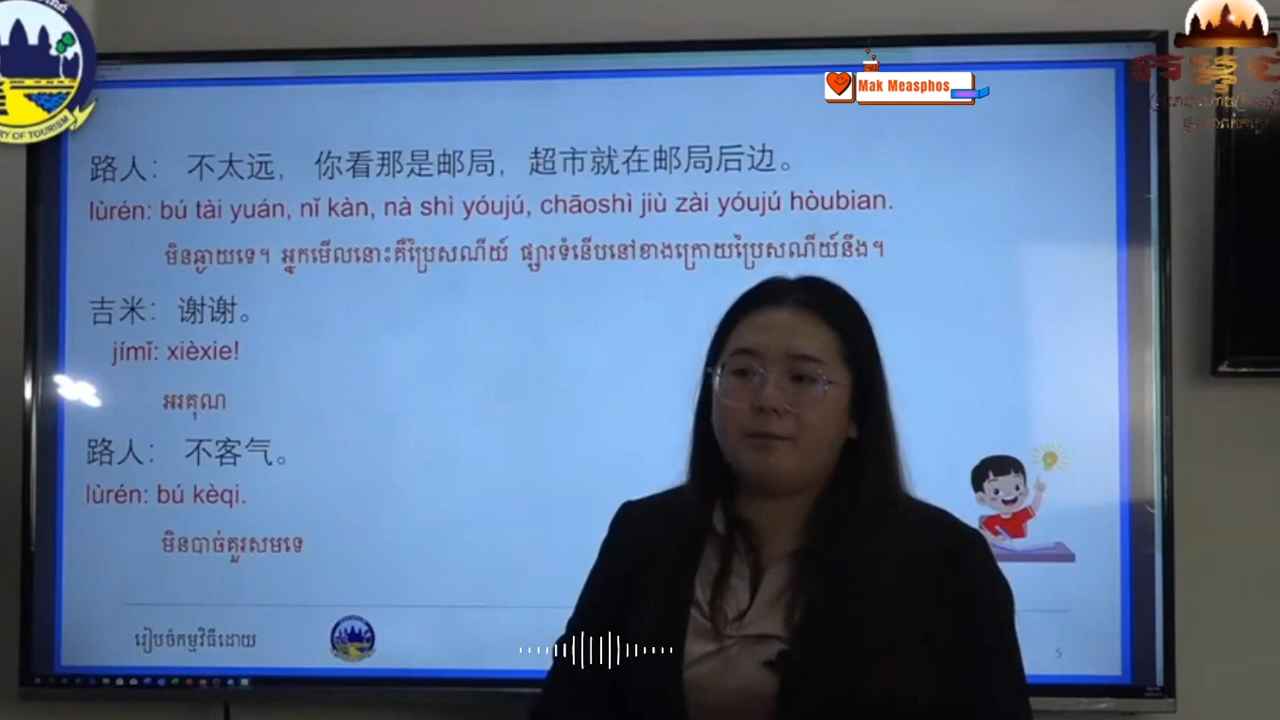 Mak Measphos
路人： 不太远， 你看那是邮局， 超市就在邮局后边。
lùrén: bú tài yuán, nǐ kàn, nà shì yóujú, chāoshì jiù zài yóujú hòubian.
មិនឆ្ងាយទេ។ អ្នកមើលនោះគឺប្រៃសណីយ៍ ផ្សារទំនើបនៅខាងក្រោយប្រៃសណីយ៍នឹង។
吉米： 谢谢。
jímǐ: xièxie!
អរគុណ
路人： 不客气。
lùrén: bú kèqi.
មិនបាច់គួរសមទេ
រៀបចំកម្មវិធីដោយ
5
RY OF TOURISM